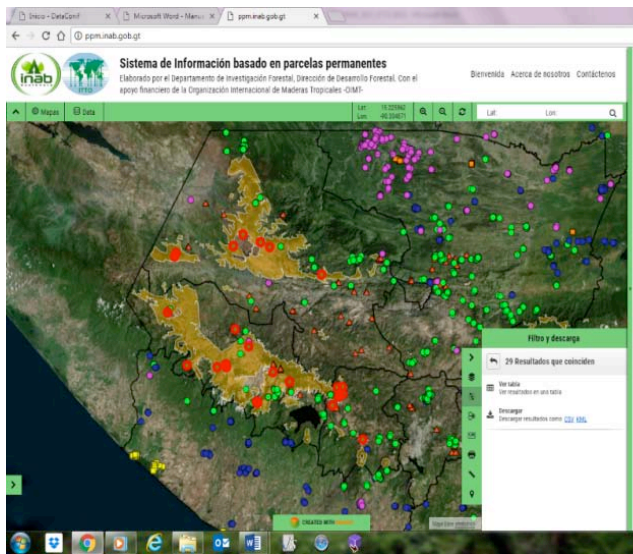 Inicio - DataConf
Microsoft Word - Manu
ppm.inab.gob.gt
ppm.inab.gob.gt
inab
Sistema de Información basado en parcelas permanentes
Elaborado por el Departamento de Investigación Forestal, Dirección de Desarrollo Forestal. Con el
apoyo financiero de la Organización Internacional de Maderas Tropicales -OIMT-
Bienvenida Acerca de nosotros Contáctenos
Mapas Data
Lat:
Lon:
Lat: Lon:
Filtro y descarga
29 Resultados que coinciden
Ver tabla
Ver resultados en una tabla
Descargar
Descargar resultados como: CSV KML
CREATED WITH